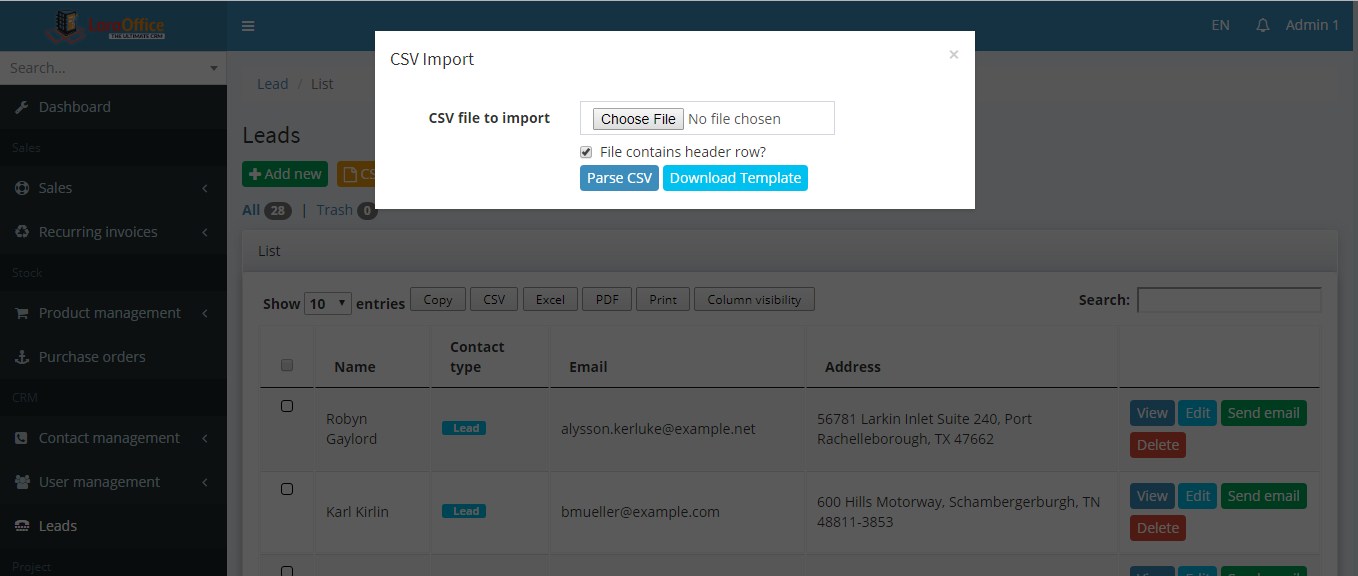 LaraOffice
THE ULTIMATE CRM
EN
Admin 1
Search...
Dashboard
Sales
Sales
Recurring invoices
Stock
Product management
Purchase orders
CRM
Contact management
User management
Leads
Project
CSV Import
×
CSV file to import
Choose File No file chosen
File contains header row?
Parse CSV Download Template
Lead / List
Leads
Add new CS
All 28 | Trash 0
List
Show 10 entries Copy CSV Excel PDF Print Column visibility Search:
Name Contact type Email Address
Robyn Gaylord Lead alysson.kerluke@example.net 56781 Larkin Inlet Suite 240, Port Rachelleborough, TX 47662 View Edit Send email
Delete
Karl Kirlin Lead bmueller@example.com 600 Hills Motorway, Schambergerburgh, TN 48811-3853 View Edit Send email
Delete
View Edit Send email